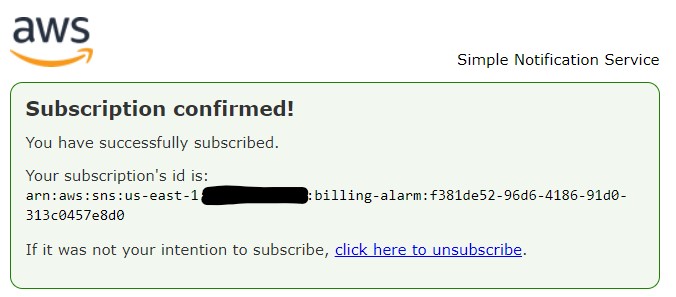 aws
Simple Notification Service
Subscription confirmed!
You have successfully subscribed.
Your subscription's id is:
arn:aws:sns:us-east-1:billing-alarm:f381de52-96d6-4186-91d0-
313c0457e8d0
If it was not your intention to subscribe, click here to unsubscribe.